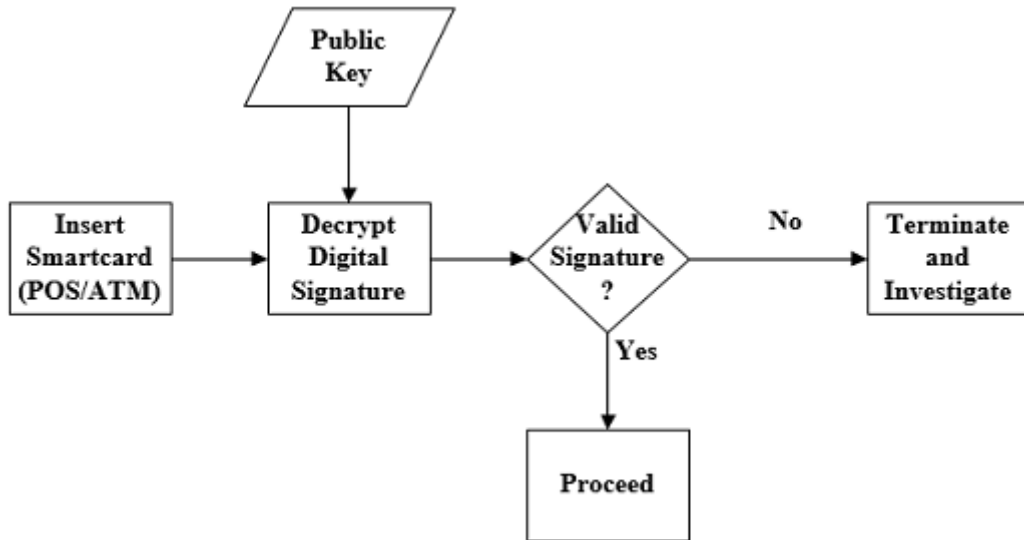 Public
Key
Insert
Smartcard
(POS/ATM)
Decrypt
Digital
Signature
Valid
Signature
?
No
Terminate
and
Investigate
Yes
Proceed